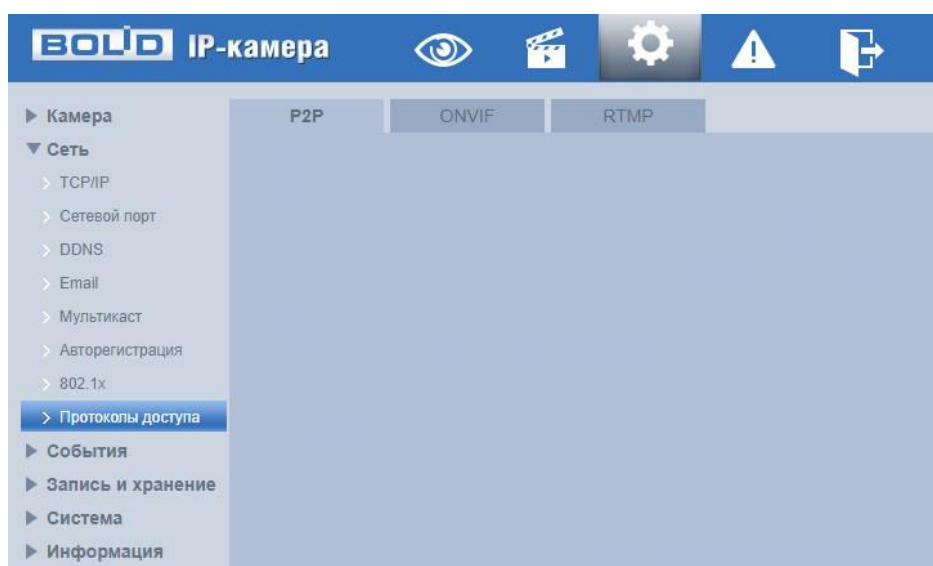 BOLID IP-камера
P2P ONVIF RTMP
Камера
Сеть
TCP/IP
Сетевой порт
DDNS
Email
Мультикаст
Авторегистрация
802.1x
Протоколы доступа
События
Запись и хранение
Система
Информация